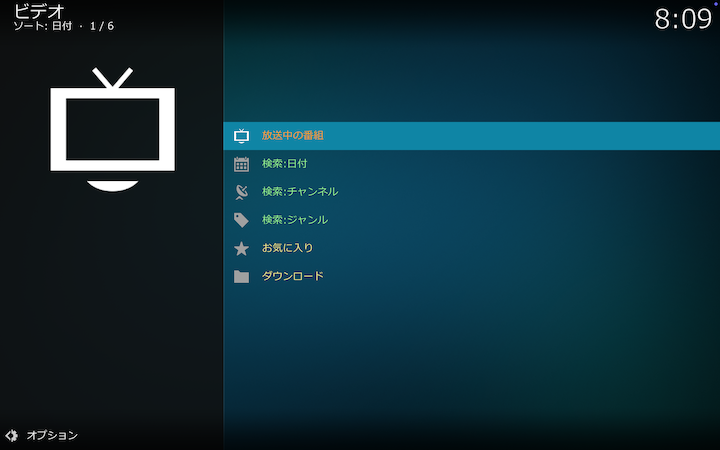 ビデオ
ソート: 日付 · 1 / 6
8:09
放送中の番組
検索:日付
検索:チャンネル
検索:ジャンル
お気に入り
ダウンロード
オプション